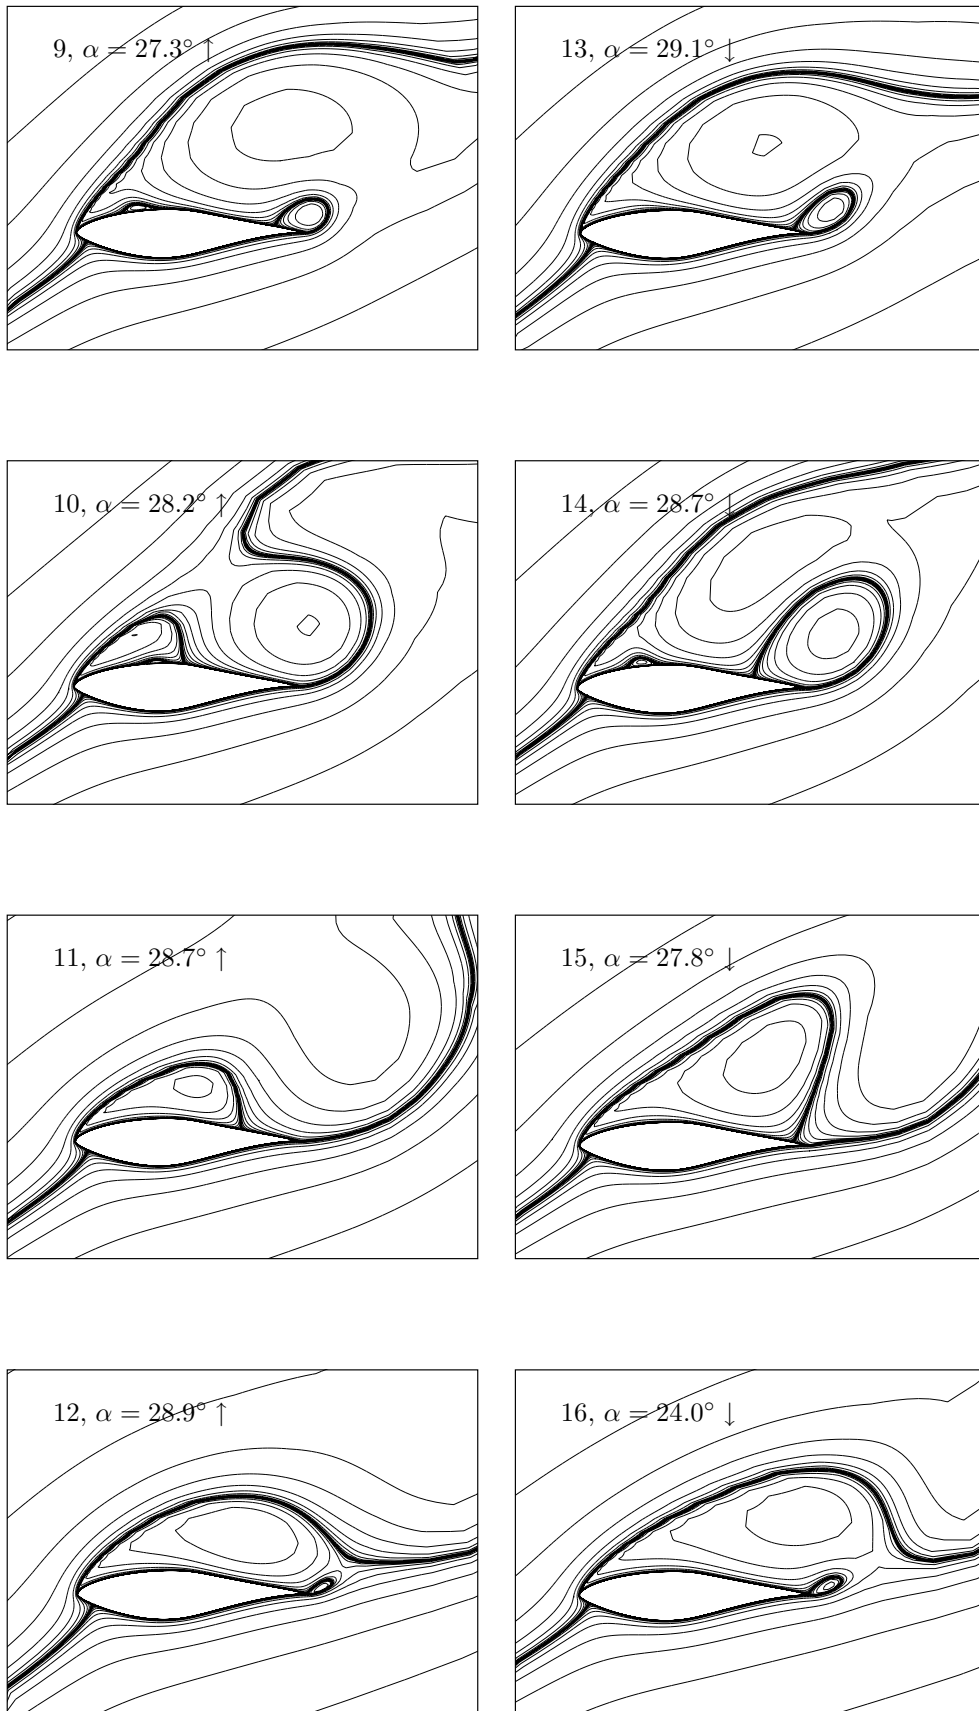 9, α = 27.3° ↑
13, α = 29.1° ↓
10, α = 28.2° ↑
14, α = 28.7° ↓
11, α = 28.7° ↑
15, α = 27.8° ↓
12, α = 28.9° ↑
16, α = 24.0° ↓